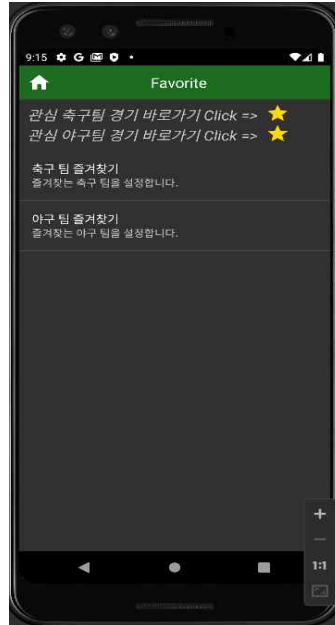 9:15
Favorite
관심 축구팀 경기 바로가기 Click =>
관심 야구팀 경기 바로가기 Click =>
축구 팀 즐겨찾기
즐겨찾는 축구 팀을 설정합니다.
야구 팀 즐겨찾기
즐겨찾는 야구 팀을 설정합니다.
1:1